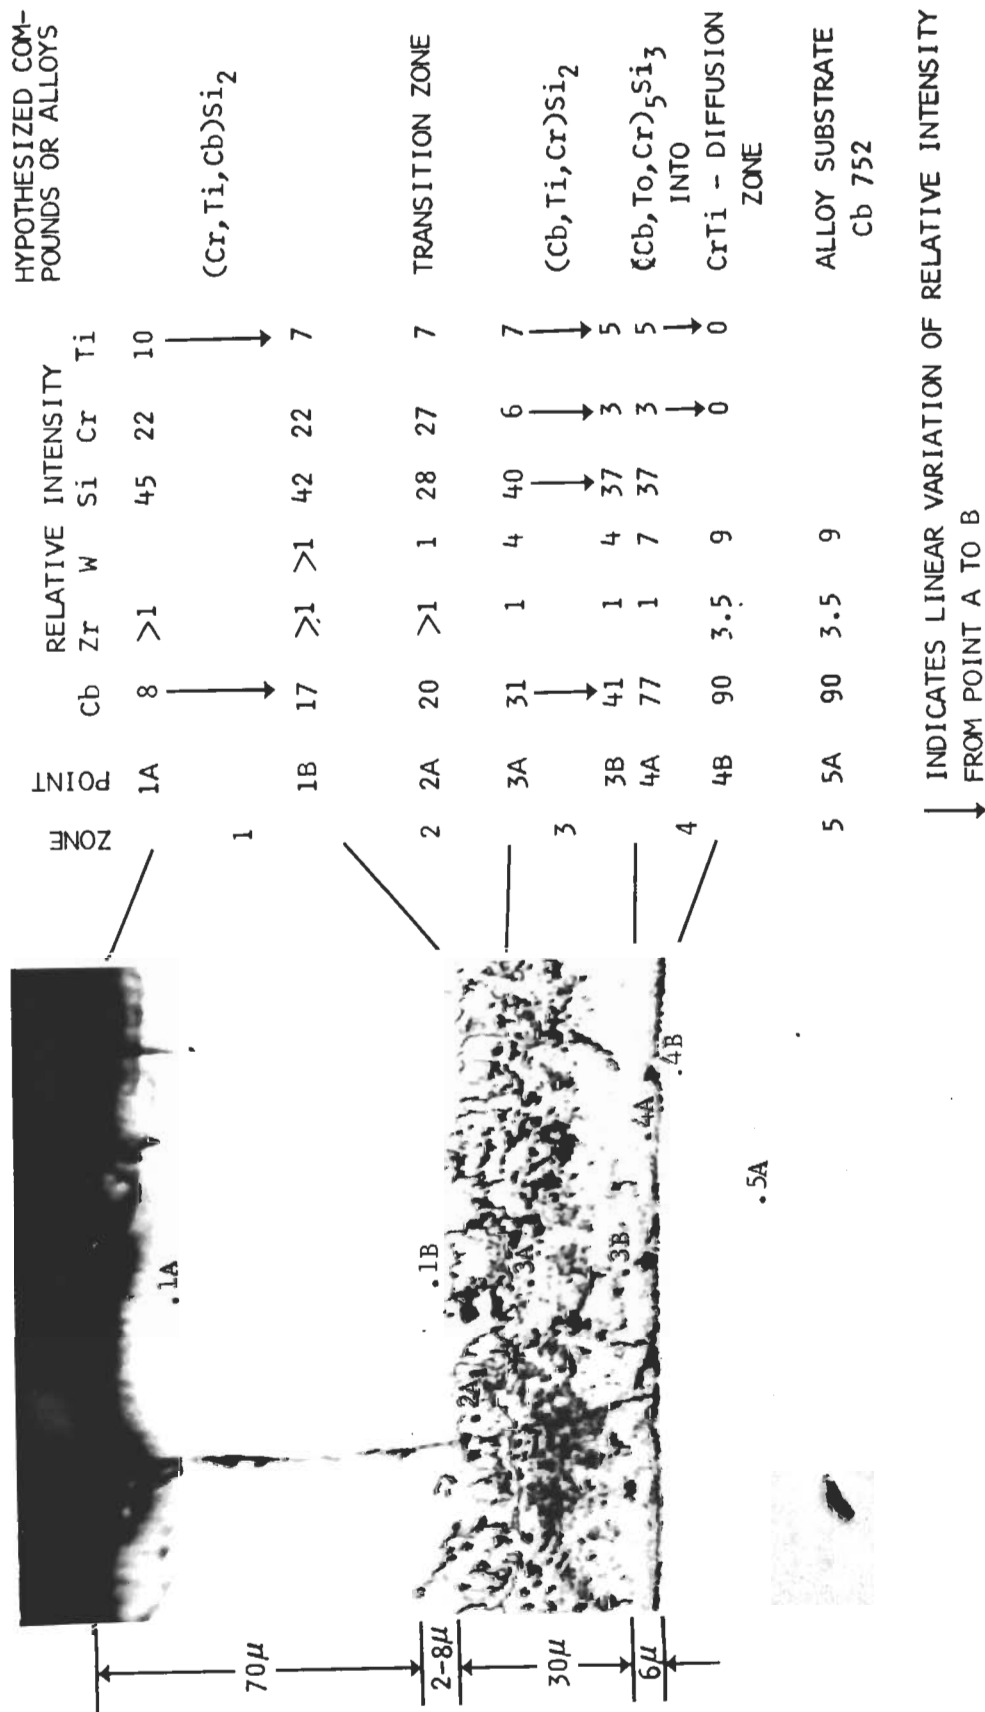 HYPOTHESIZED COM-
POUNDS OR ALLOYS
RELATIVE INTENSITY
ZONE POINT Cb Zr W Si Cr Ti
1A 8 >1 45 22 10
1 (Cr,Ti,Cb)Si2
1B 17 >1 >1 42 22 7
2 2A 20 >1 1 28 27 7 TRANSITION ZONE
3A 31 1 4 40 6 7
3 (Cb,Ti,Cr)Si2
3B 41 1 4 37 3 5
4A 77 1 7 37 3 5 (Cb,To,Cr)5Si3
4 INTO
4B 90 3.5 9 0 0 CrTi - DIFFUSION
ZONE
5 5A 90 3.5 9 ALLOY SUBSTRATE
Cb 752
INDICATES LINEAR VARIATION OF RELATIVE INTENSITY
FROM POINT A TO B
70μ
2-8μ
30μ
6μ
.1A
.1B
.2A
.3A
.3B
.4A
.4B
.5A